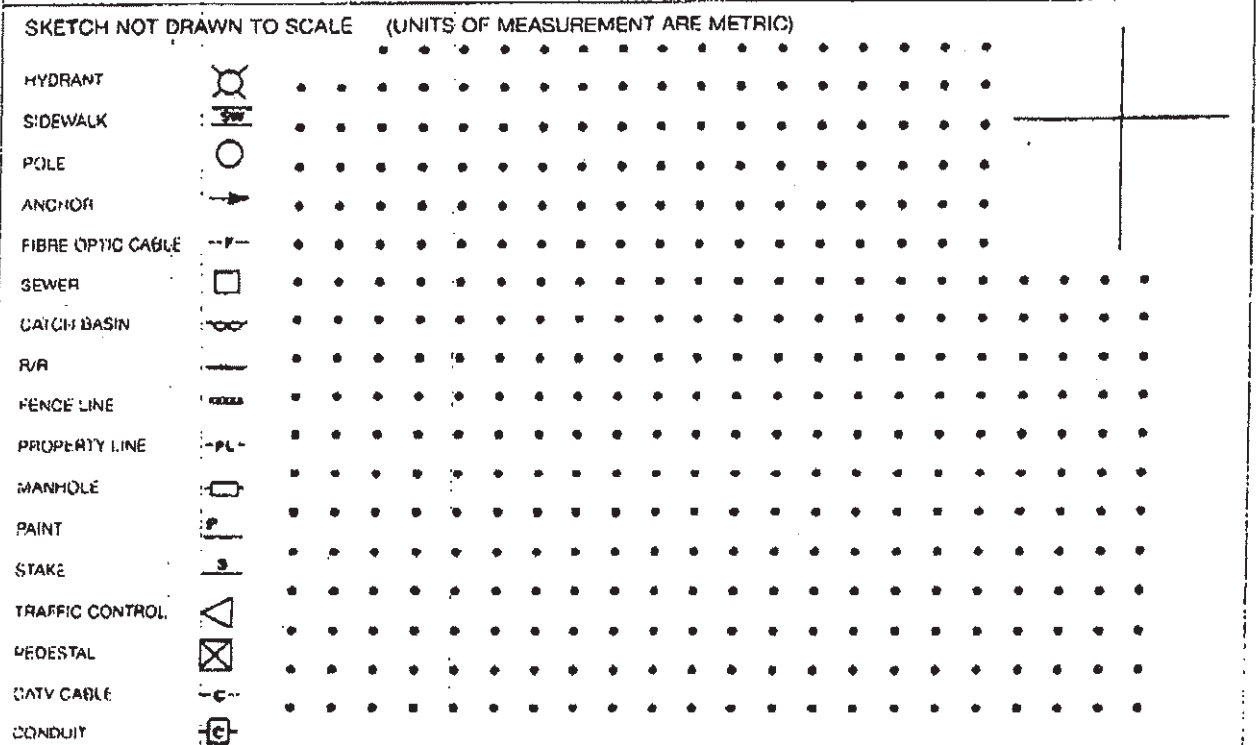 SKETCH NOT DRAWN TO SCALE (UNITS OF MEASUREMENT ARE METRIC)
HYDRANT
SIDEWALK SW
POLE
ANCHOR
FIBRE OPTIC CABLE --F--
SEWER
CATCH BASIN
R/R
FENCE LINE
PROPERTY LINE -PL-
MANHOLE
PAINT P
STAKE S
TRAFFIC CONTROL
PEDESTAL
CATV CABLE -C--
CONDUIT C